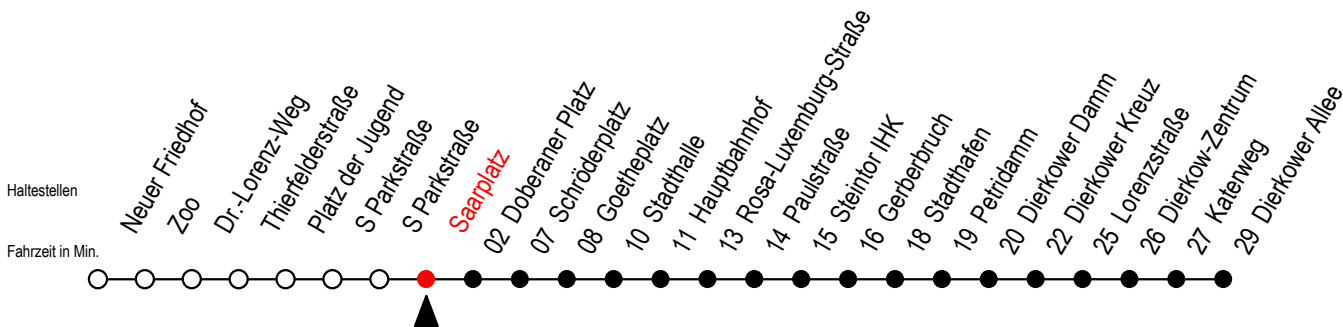 Haltestellen
Fahrzeit in Min.
Neuer Friedhof
Zoo
Dr.-Lorenz-Weg
Thierfelderstraße
Platz der Jugend
S Parkstraße
S Parkstraße
Saarplatz
02 Doberaner Platz
07 Schröderplatz
08 Goetheplatz
10 Stadthalle
11 Hauptbahnhof
13 Rosa-Luxemburg-Straße
14 Paulstraße
15 Steintor IHK
16 Gerberbruch
18 Stadthafen
19 Petridamm
20 Dierkower Damm
22 Dierkower Kreuz
25 Lorenzstraße
26 Dierkow-Zentrum
27 Katerweg
29 Dierkower Allee